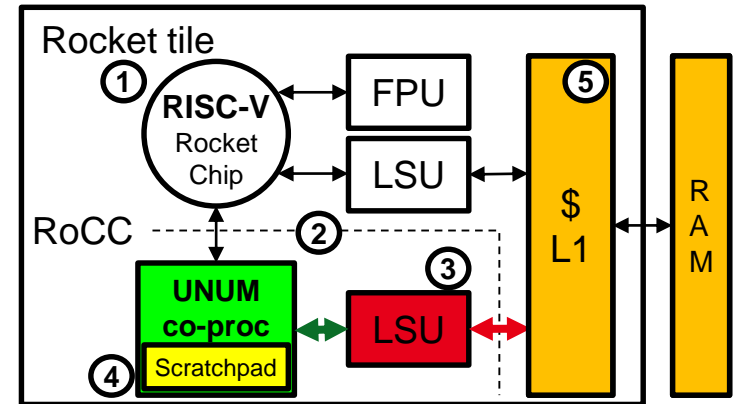 Rocket tile
1
RISC-V
Rocket
Chip
FPU
LSU
5
$
L1
R
A
M
RoCC
2
3
UNUM
co-proc
LSU
4
Scratchpad